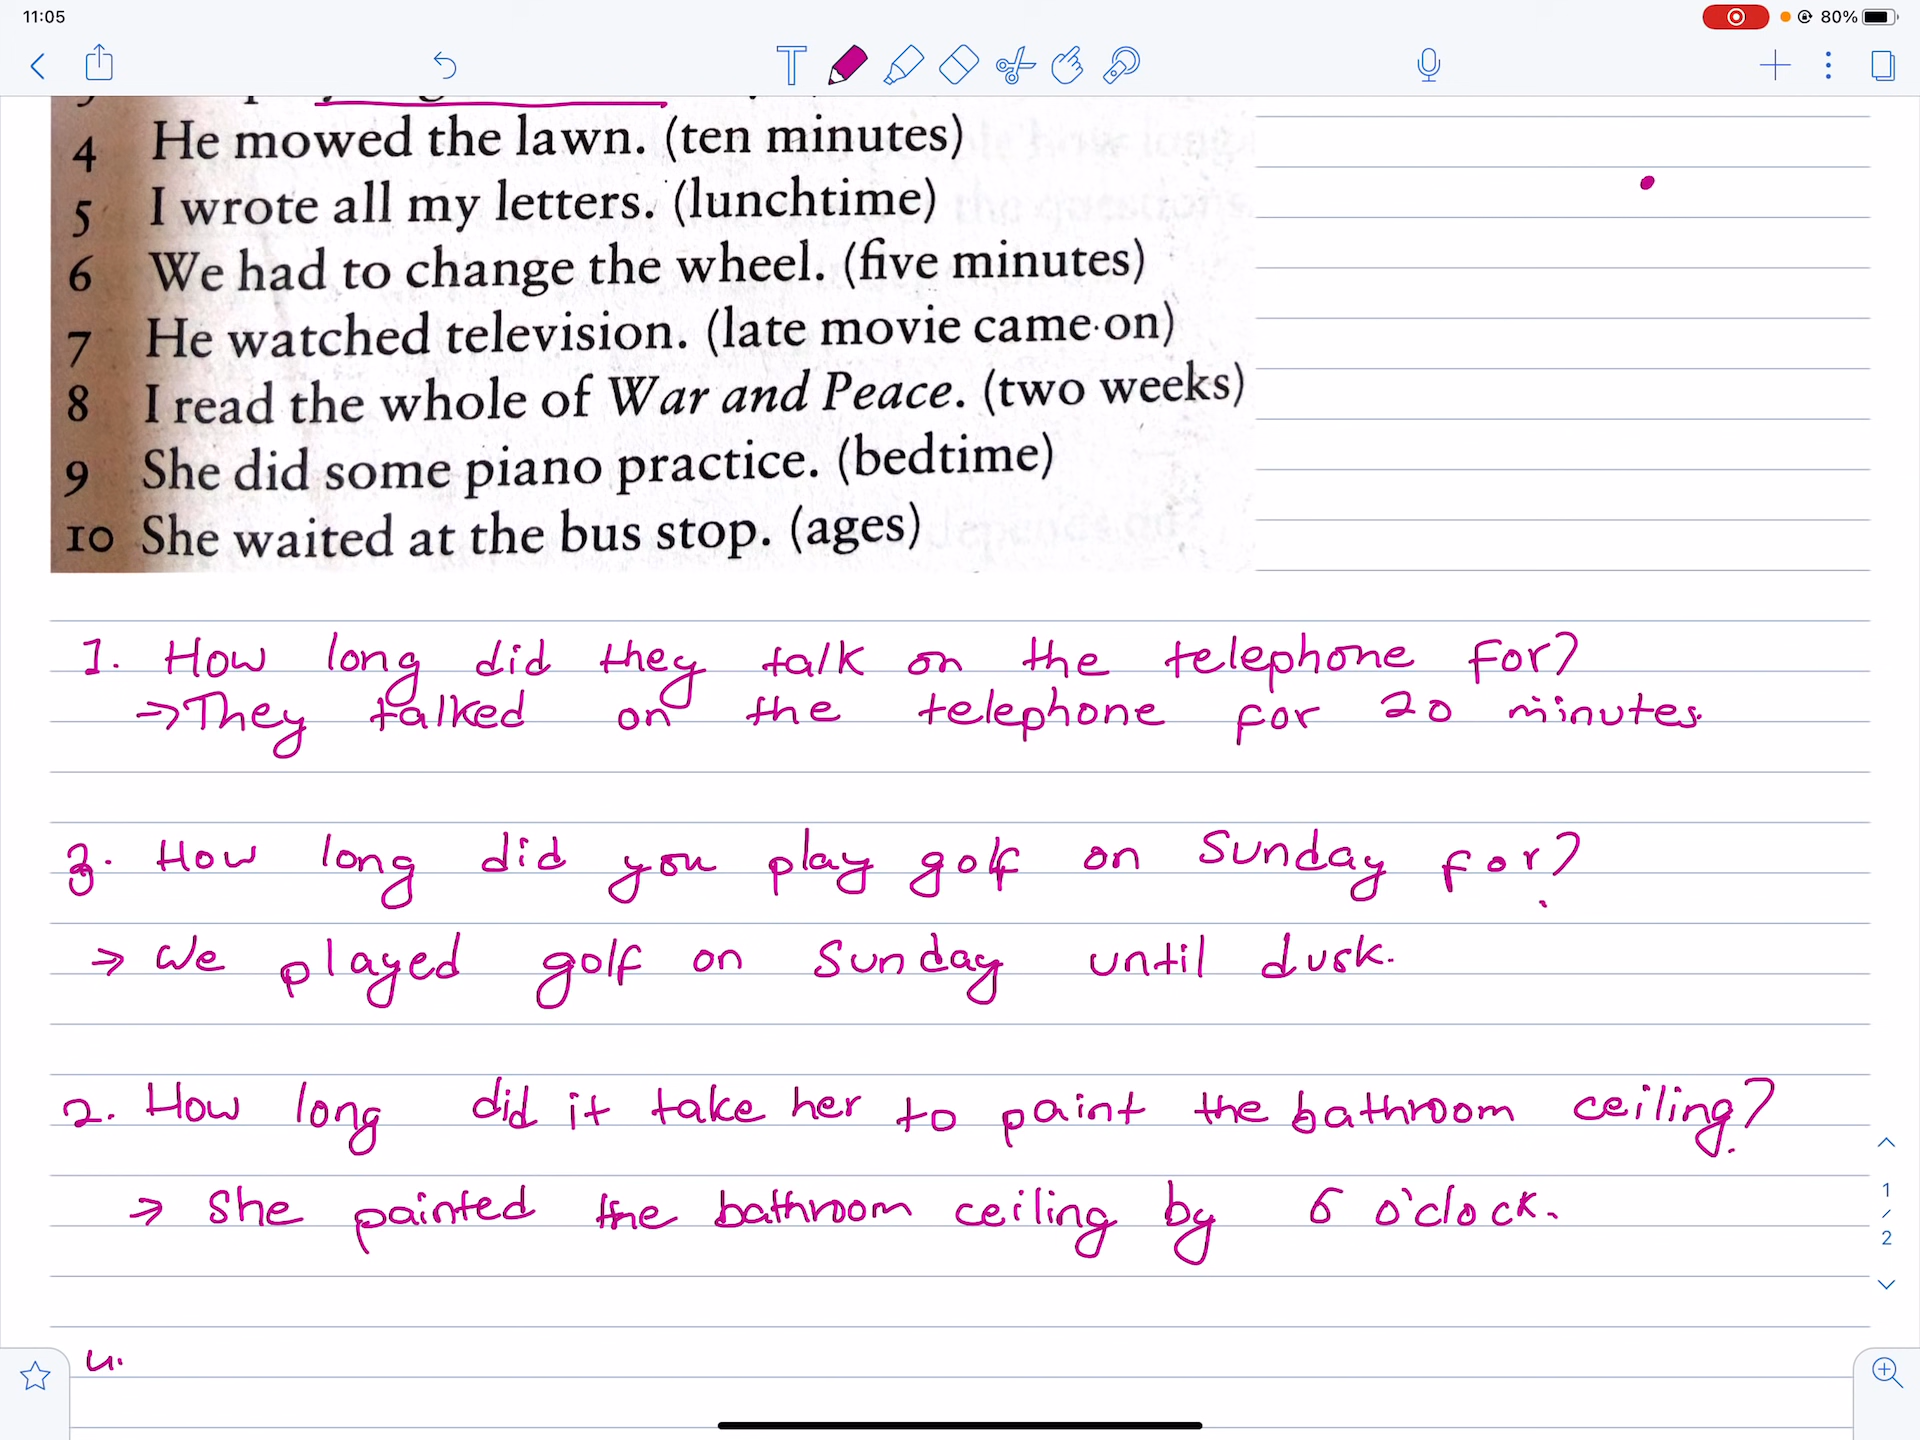 11:05
80%
4 He mowed the lawn. (ten minutes)
5 I wrote all my letters. (lunchtime)
6 We had to change the wheel. (five minutes)
7 He watched television. (late movie came on)
8 I read the whole of War and Peace. (two weeks)
9 She did some piano practice. (bedtime)
10 She waited at the bus stop. (ages)
1. How long did they talk on the telephone for?
→They talked on the telephone for 20 minutes.
3. How long did you play golf on Sunday for?
→ We played golf on Sunday until dusk.
2. How long did it take her to paint the bathroom ceiling?
→ She painted the bathroom ceiling by 6 o'clock.
4.
1
/
2